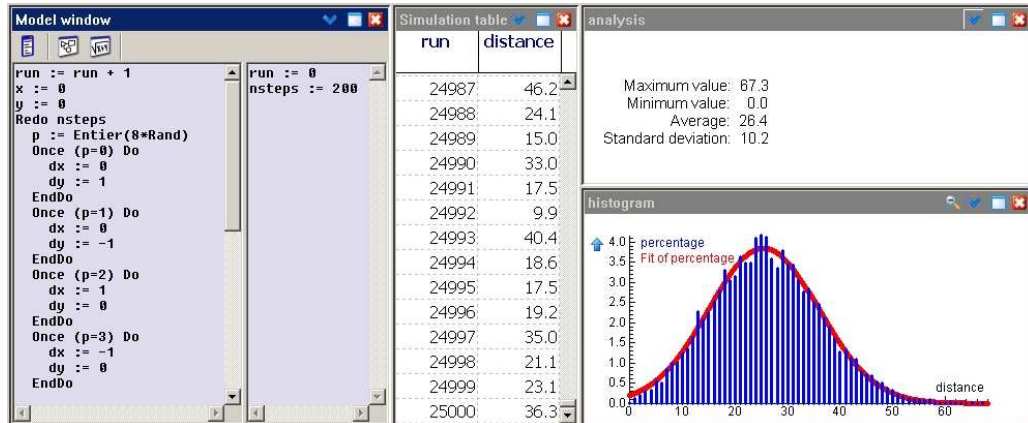 Model window
run := run + 1
x := 0
y := 0
Redo nsteps
p := Entier(8*Rand)
Once (p=0) Do
dx := 0
dy := 1
EndDo
Once (p=1) Do
dx := 0
dy := -1
EndDo
Once (p=2) Do
dx := 1
dy := 0
EndDo
Once (p=3) Do
dx := -1
dy := 0
EndDo
run := 0
nsteps := 200
Simulation table
run distance
24987 46.2
24988 24.1
24989 15.0
24990 33.0
24991 17.5
24992 9.9
24993 40.4
24994 18.6
24995 17.5
24996 19.2
24997 35.0
24998 21.1
24999 23.1
25000 36.3
analysis
Maximum value: 67.3
Minimum value: 0.0
Average: 26.4
Standard deviation: 10.2
histogram
percentage
Fit of percentage
4.0
3.5
3.0
2.5
2.0
1.5
1.0
0.5
0.0
distance
0 10 20 30 40 50 60